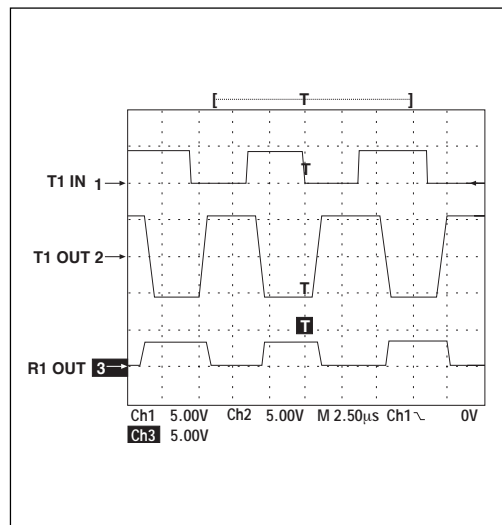 [ T ]
T1 IN 1
T
T1 OUT 2
T
T
R1 OUT 3
Ch1 5.00V Ch2 5.00V M 2.50µs Ch1 0V
Ch3 5.00V